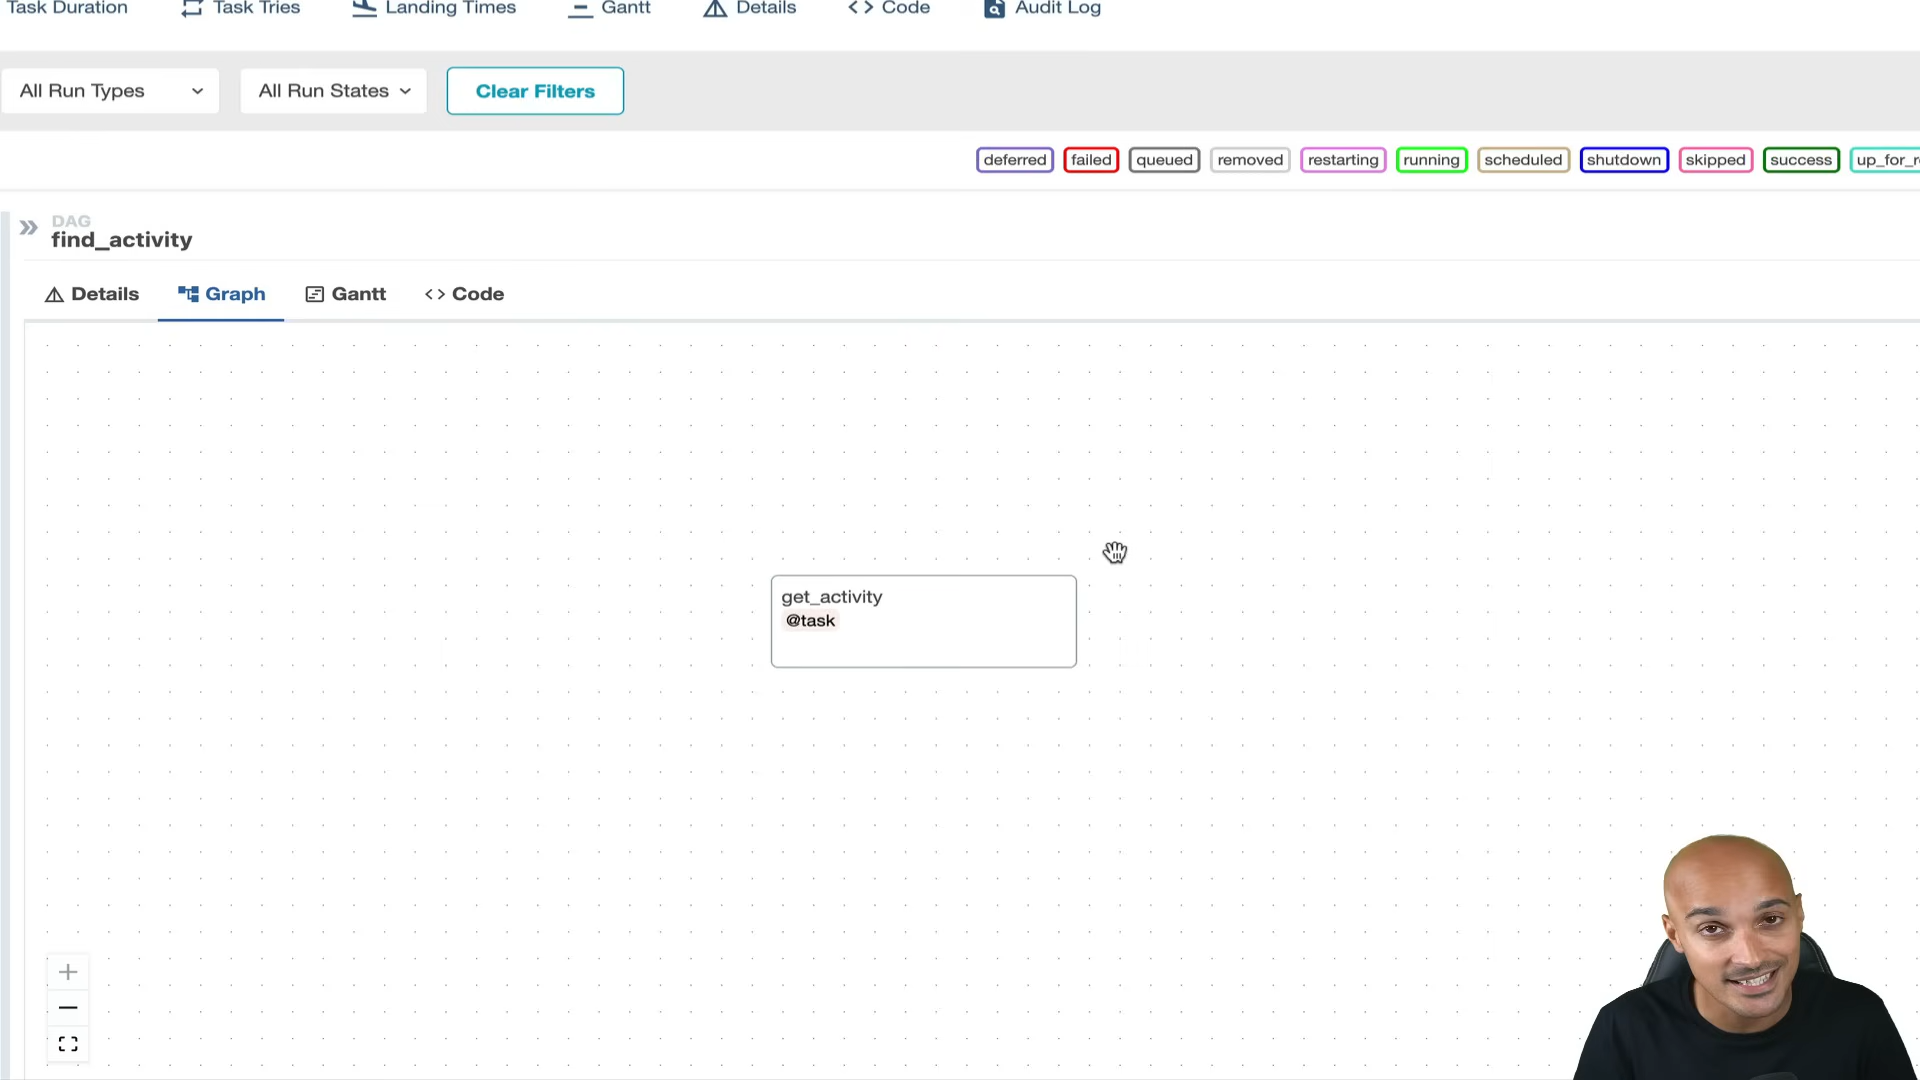 Task Duration Task Tries Landing Times Gantt Details Code Audit Log
All Run Types All Run States Clear Filters
deferred failed queued removed restarting running scheduled shutdown skipped success up_for_r
DAG
find_activity
Details Graph Gantt Code
get_activity
@task